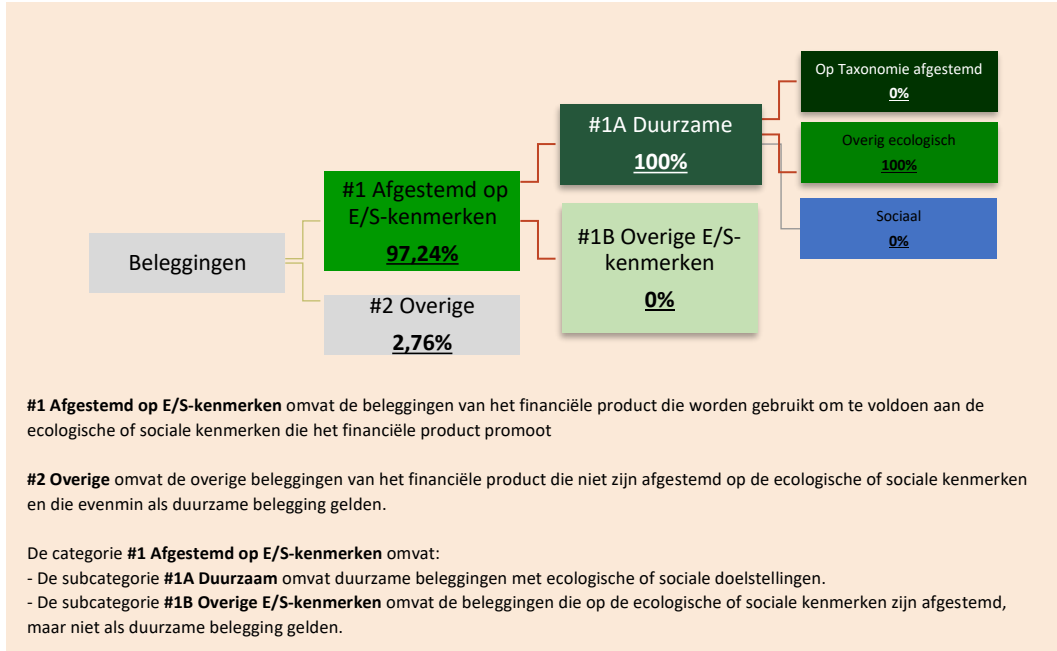 Beleggingen
#1 Afgestemd op
E/S-kenmerken
97,24%
#2 Overige
2,76%
#1A Duurzame
100%
#1B Overige E/S-
kenmerken
0%
Op Taxonomie afgestemd
0%
Overig ecologisch
100%
Sociaal
0%
#1 Afgestemd op E/S-kenmerken omvat de beleggingen van het financiële product die worden gebruikt om te voldoen aan de
ecologische of sociale kenmerken die het financiële product promoot
#2 Overige omvat de overige beleggingen van het financiële product die niet zijn afgestemd op de ecologische of sociale kenmerken
en die evenmin als duurzame belegging gelden.
De categorie #1 Afgestemd op E/S-kenmerken omvat:
- De subcategorie #1A Duurzaam omvat duurzame beleggingen met ecologische of sociale doelstellingen.
- De subcategorie #1B Overige E/S-kenmerken omvat de beleggingen die op de ecologische of sociale kenmerken zijn afgestemd,
maar niet als duurzame belegging gelden.